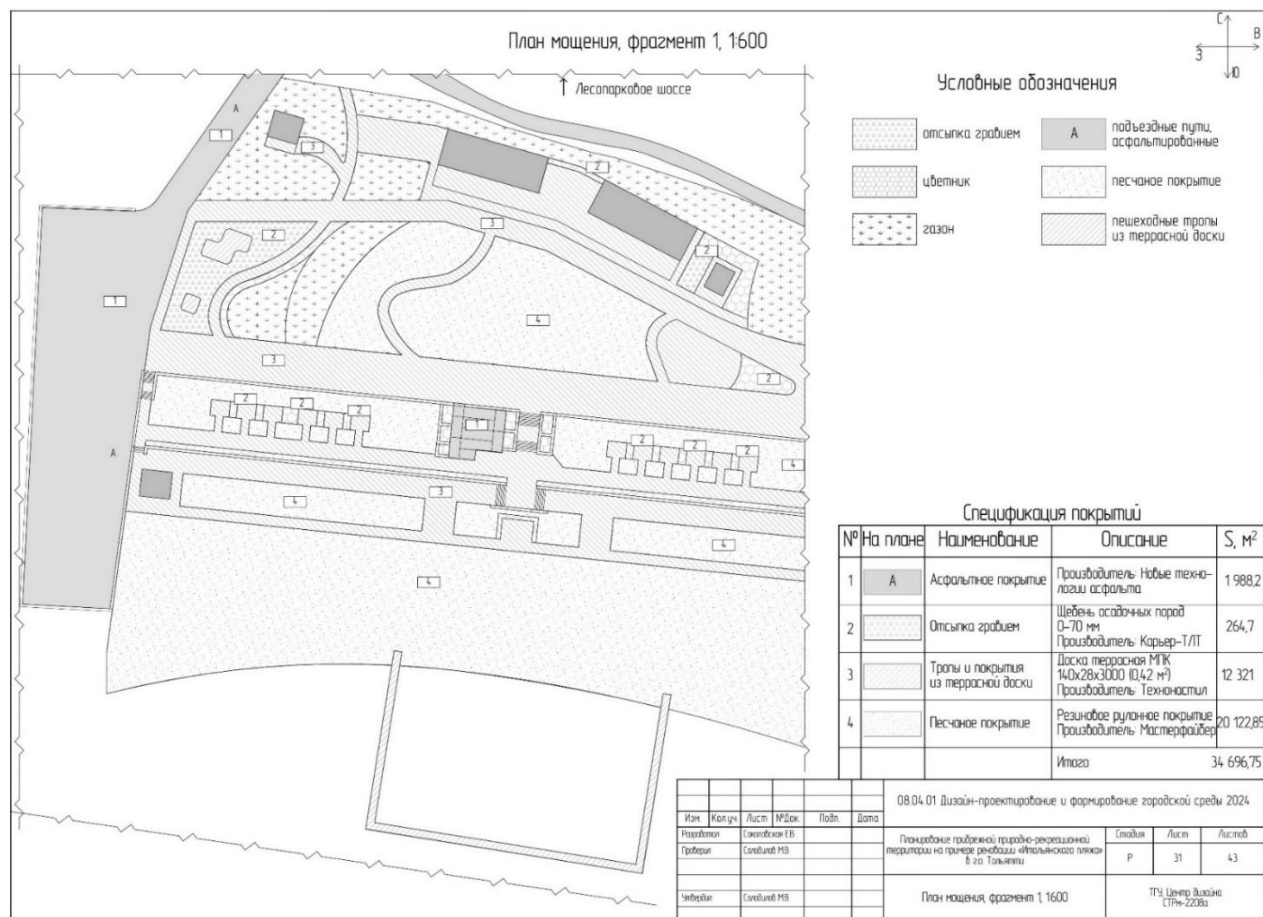 План мощения, фрагмент 1, 1:600
С
В
З
Ю
Лесопарковое шоссе
Условные обозначения
отсыпка гравием
А
подъездные пути,
асфальтированные
цветник
песчаное покрытие
газон
пешеходные тропы
из террасной доски
А
1
3
2
3
2
2
1
4
3
2
2
2
2
1
2
2
2
4
А
3
4
4
4
Спецификация покрытий
№ На плане Наименование Описание S, м²
1 А Асфальтное покрытие Производитель: Новые техно-
логии асфальта 1 988,2
2 Отсыпка гравием Щебень осадочных пород
0-70 мм
Производитель: Карьер-ТЛТ 264,7
3 Тропы и покрытия
из террасной доски Доска террасная МПК
140х28х3000 (0,42 м²)
Производитель: Технонастил 12 321
4 Песчаное покрытие Резиновое рулонное покрытие
Производитель: Мастерфайбер 20 122,85
Итого 34 696,75
08.04.01 Дизайн-проектирование и формирование городской среды 2024
Изм. Кол.уч. Лист №Док. Подп. Дата
Разработал
Проверил Солодилов М.В.
Утвердил Солодилов М.В.
Планирование прибрежной природно-рекреационной
территории на примере реновации «Итальянского пляжа»
в г.о. Тольятти
Стадия Лист Листов
Р 31 43
План мощения, фрагмент 1, 1:600
ТГУ, Центр дизайна
СТРм-2208а